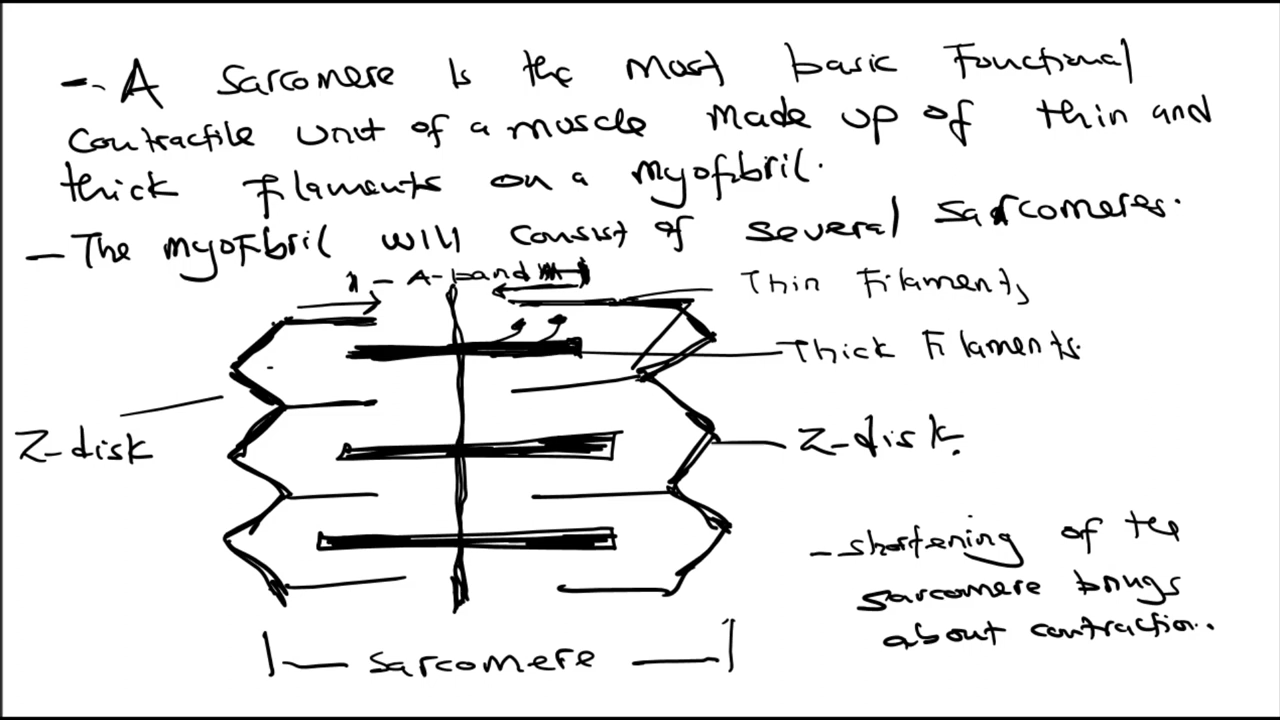 - A Sarcomere is the most basic Functional
contractile unit of a muscle made up of thin and
thick Filaments on a myofibril.
- The myofibril will consist of several sarcomeres.
- A-band
Thin Filaments
Thick Filaments.
Z-disk
Z-disk.
- shortening of the
sarcomere brings
about contraction.
sarcomere